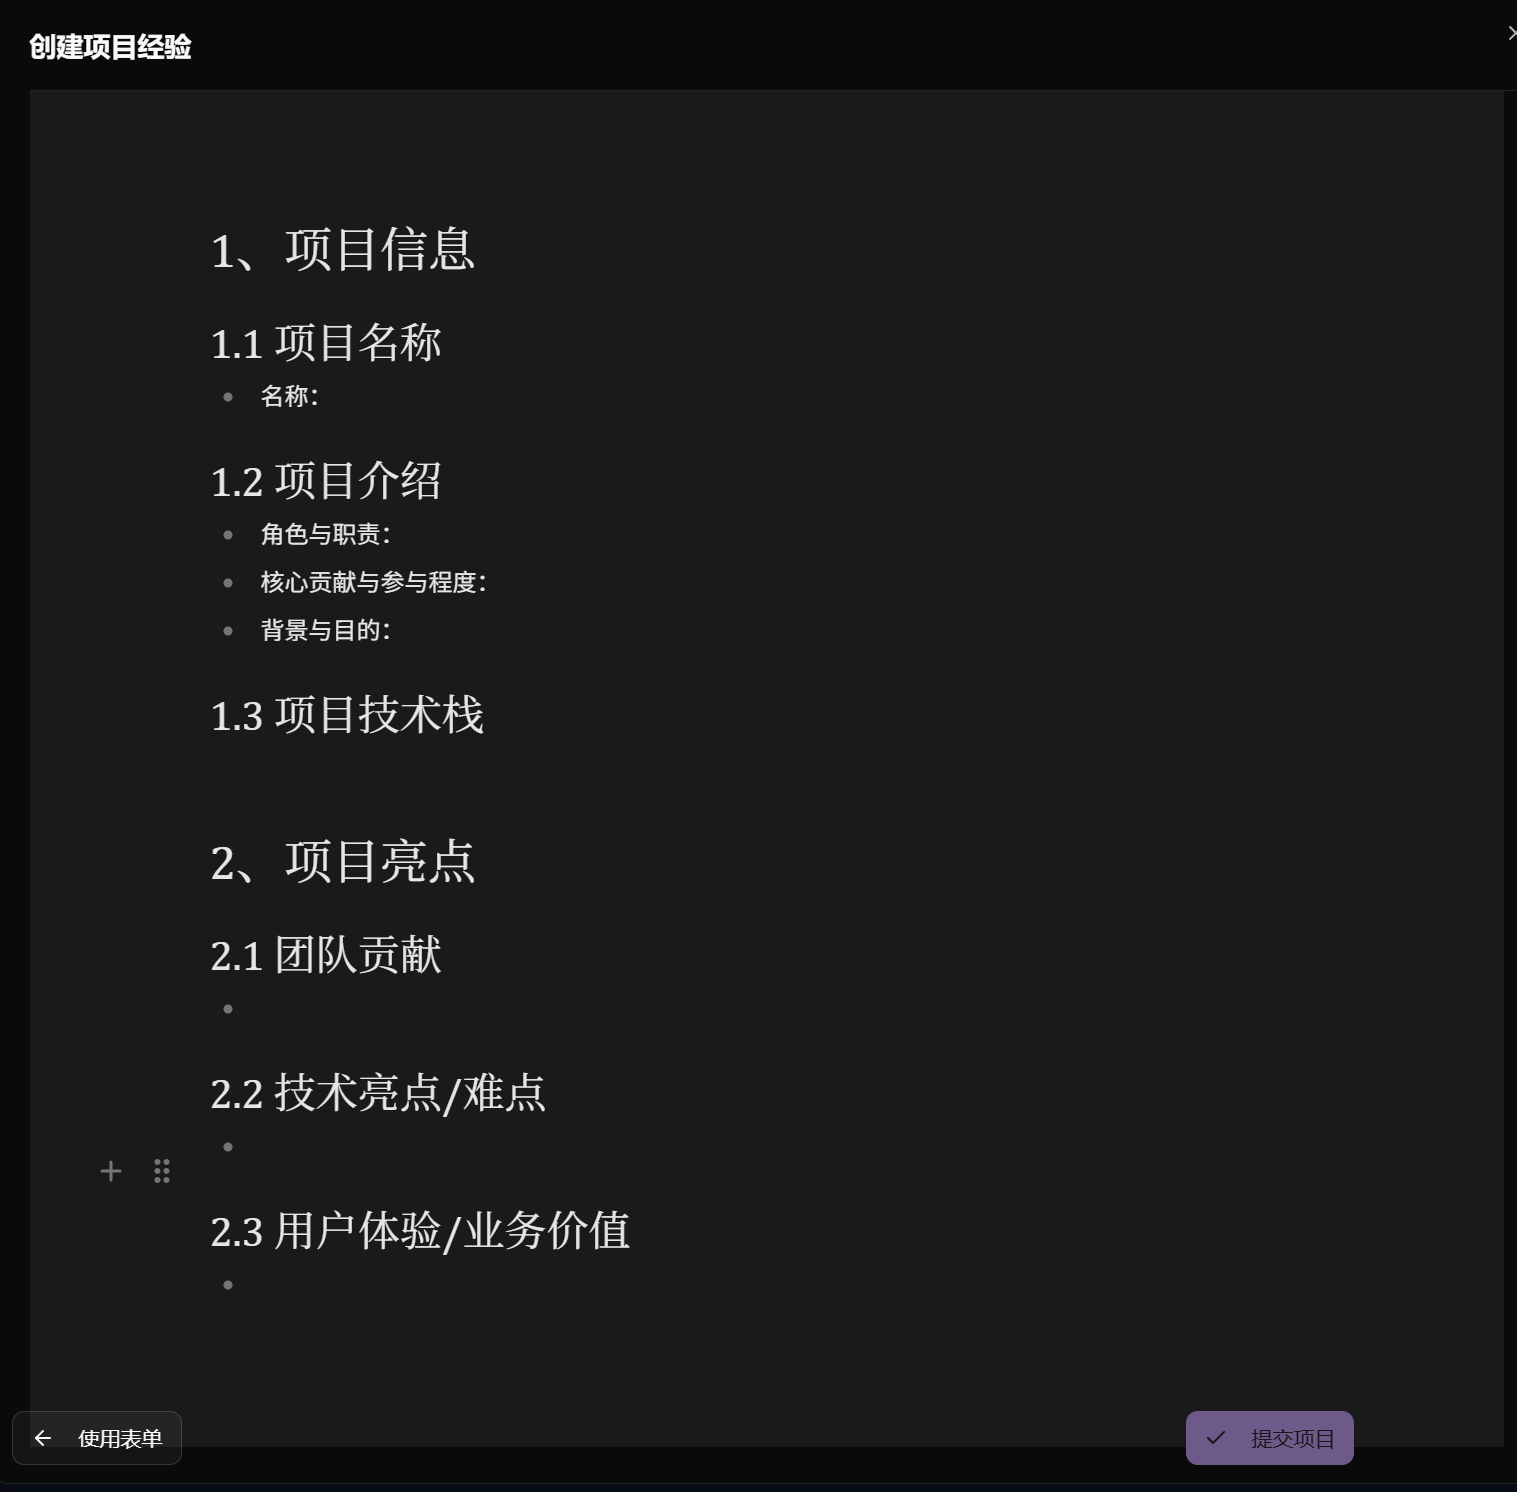 创建项目经验
1、项目信息
1.1 项目名称
名称：
1.2 项目介绍
角色与职责：
核心贡献与参与程度：
背景与目的：
1.3 项目技术栈
2、项目亮点
2.1 团队贡献
2.2 技术亮点/难点
2.3 用户体验/业务价值
使用表单
提交项目